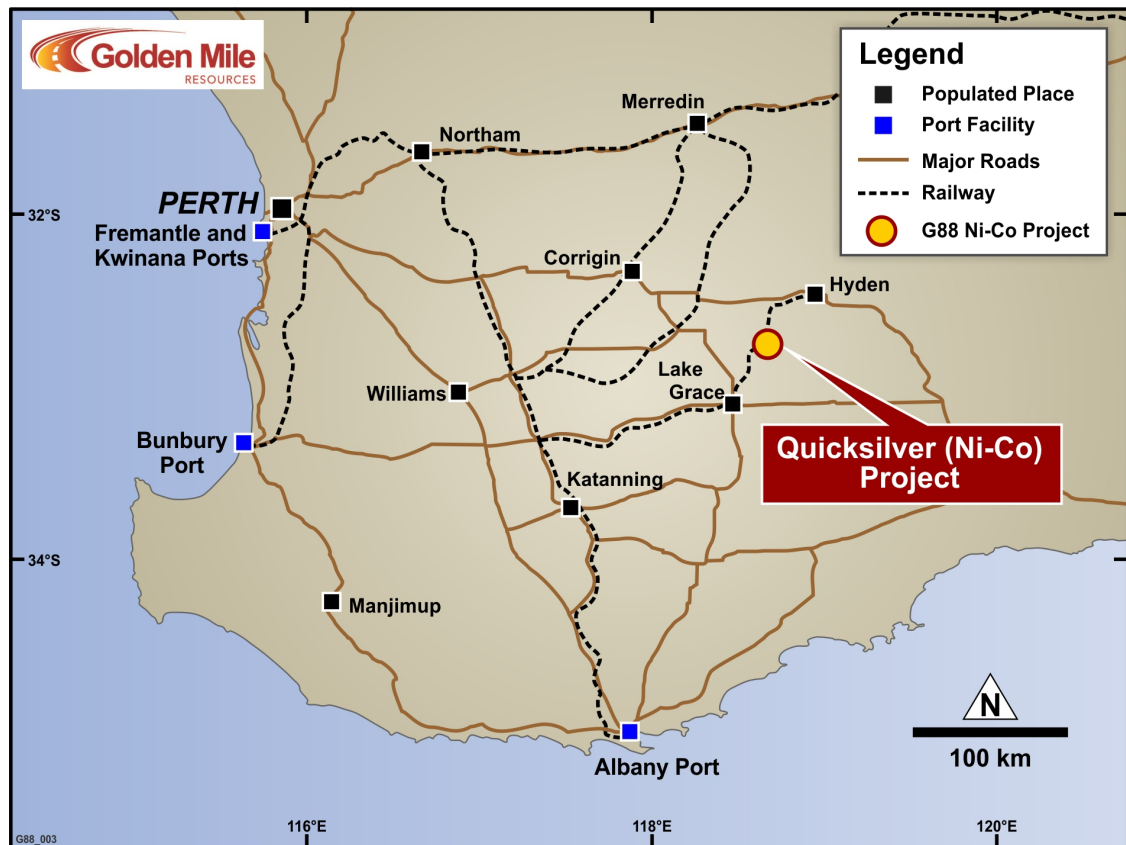 Golden Mile
RESOURCES
Legend
Populated Place
Port Facility
Major Roads
Railway
G88 Ni-Co Project
Merredin
Northam
PERTH
Fremantle and
Kwinana Ports
32°S
Corrigin
Hyden
Williams
Lake
Grace
Bunbury
Port
Quicksilver (Ni-Co)
Project
Katanning
34°S
Manjimup
N
100 km
Albany Port
116°E
118°E
120°E
G88_003